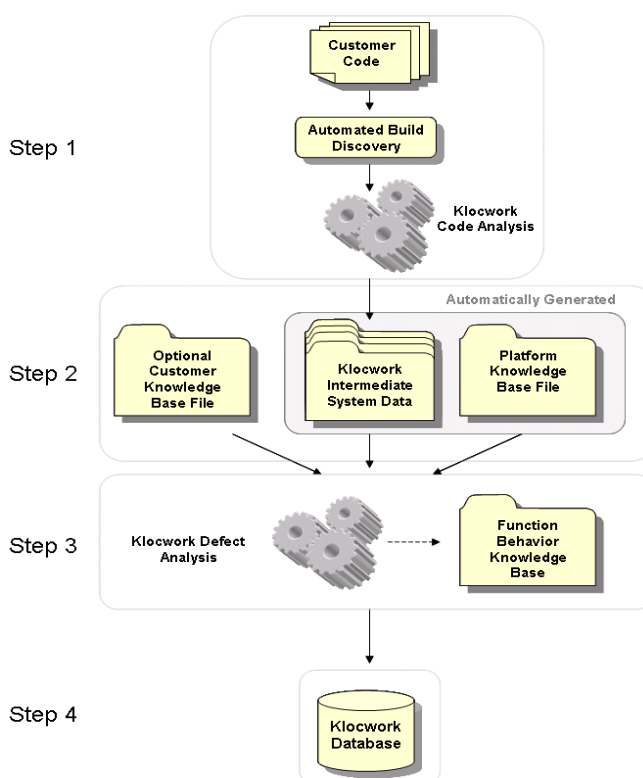 Customer
Code
Step 1
Automated Build
Discovery
Klocwork
Code Analysis
Automatically Generated
Step 2
Optional
Customer
Knowledge
Base File
Klocwork
Intermediate
System Data
Platform
Knowledge
Base File
Step 3
Klocwork Defect
Analysis
Function
Behavior
Knowledge
Base
Step 4
Klocwork
Database